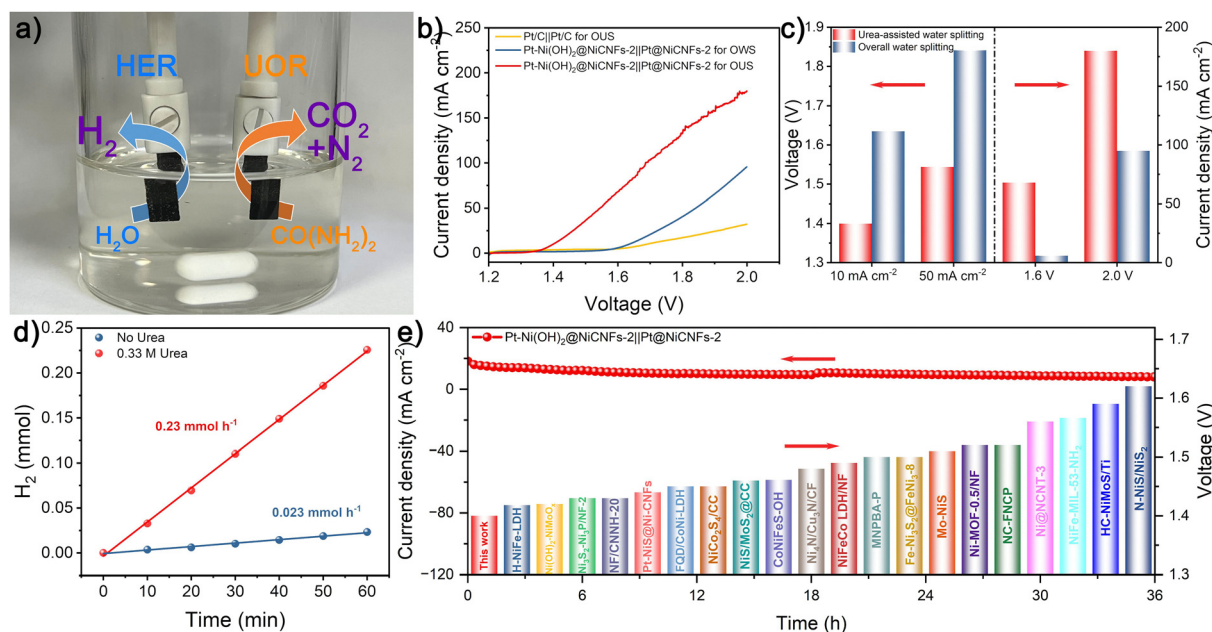 a)
HER
UOR
H₂
CO₂
+N₂
H₂O
CO(NH₂)₂
b)
Pt/C||Pt/C for OUS
Pt-Ni(OH)₂@NiCNFs-2||Pt@NiCNFs-2 for OWS
Pt-Ni(OH)₂@NiCNFs-2||Pt@NiCNFs-2 for OUS
Current density (mA cm⁻²)
250
200
150
100
50
0
1.2
1.4
1.6
1.8
2.0
Voltage (V)
c)
Urea-assisted water splitting
Overall water splitting
Voltage (V)
1.9
1.8
1.7
1.6
1.5
1.4
1.3
10 mA cm⁻²
50 mA cm⁻²
1.6 V
2.0 V
200
150
100
50
0
Current density (mA cm⁻²)
d)
No Urea
0.33 M Urea
0.23 mmol h⁻¹
0.023 mmol h⁻¹
H₂ (mmol)
0.25
0.20
0.15
0.10
0.05
0.00
0
10
20
30
40
50
60
Time (min)
e)
Pt-Ni(OH)₂@NiCNFs-2||Pt@NiCNFs-2
Current density (mA cm⁻²)
40
0
−40
−80
−120
This work
H-NiFe-LDH
Ni(OH)₂-NiMoOₓ
Ni₃S₂-Ni₃P/NF-2
NF/CNNH-20
Pt-NiS@Ni-CNFs
FQD/CoNi-LDH
NiCo₂S₄/CC
NiS/MoS₂@CC
CoNiFeS-OH
Ni₄N/Cu₃N/CF
NiFeCo LDH/NF
MNPBA-P
Fe-Ni₃S₂@FeNi₃-8
Mo-NiS
Ni-MOF-0.5/NF
NC-FNCP
Ni@NCNT-3
NiFe-MIL-53-NH₂
HC-NiMoS/Ti
N-NiS/NiS₂
1.7
1.6
1.5
1.4
1.3
Voltage (V)
0
6
12
18
24
30
36
Time (h)